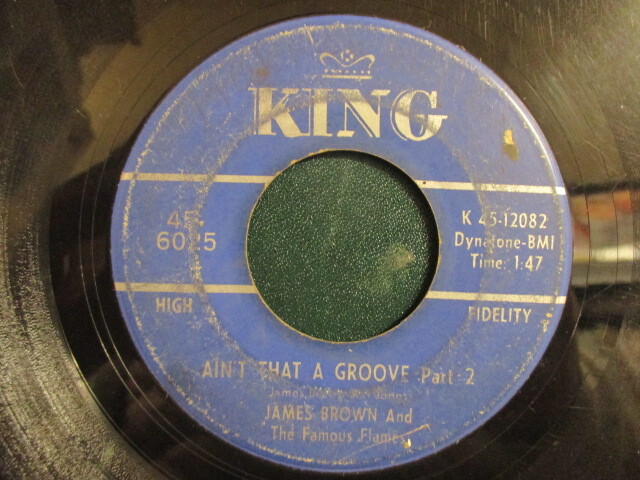 KING
45-
6025
K 45-12082
Dynatone-BMI
Time: 1:47
HIGH
FIDELITY
AIN'T THAT A GROOVE Part 2
James
JAMES BROWN And
The Famous Flames